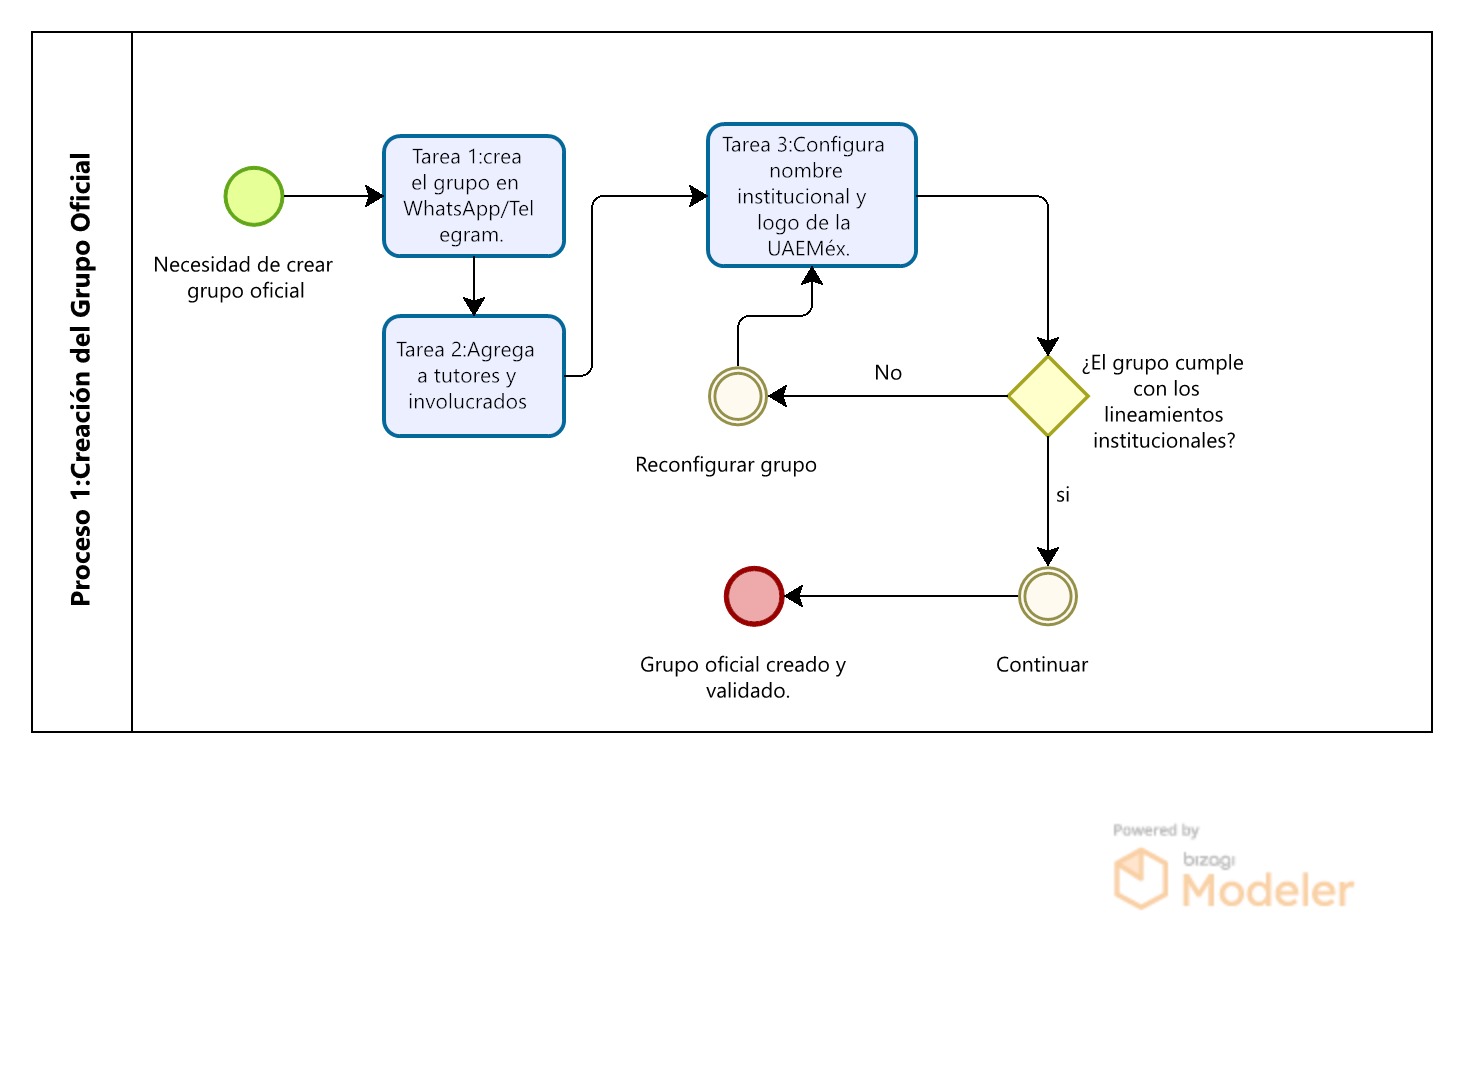 Proceso 1:Creación del Grupo Oficial
Necesidad de crear
grupo oficial
Tarea 1:crea
el grupo en
WhatsApp/Tel
egram.
Tarea 2:Agrega
a tutores y
involucrados
Tarea 3:Configura
nombre
institucional y
logo de la
UAEMéx.
¿El grupo cumple
con los
lineamientos
institucionales?
No
Reconfigurar grupo
si
Continuar
Grupo oficial creado y
validado.
Powered by
bizagi
Modeler